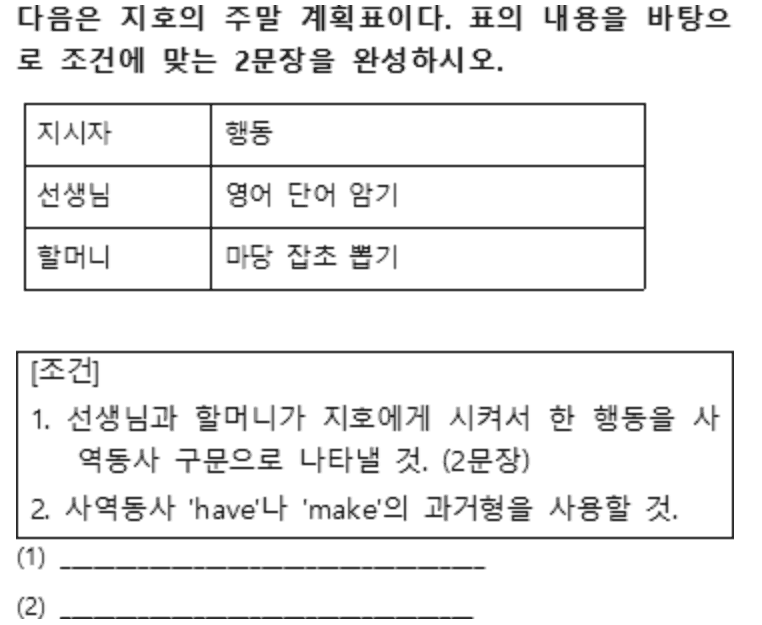 다음은 지호의 주말 계획표이다. 표의 내용을 바탕으
로 조건에 맞는 2문장을 완성하시오.
지시자 행동
선생님 영어 단어 암기
할머니 마당 잡초 뽑기
[조건]
1. 선생님과 할머니가 지호에게 시켜서 한 행동을 사
역동사 구문으로 나타낼 것. (2문장)
2. 사역동사 'have'나 'make'의 과거형을 사용할 것.
(1) ______________________________
(2) ______________________________